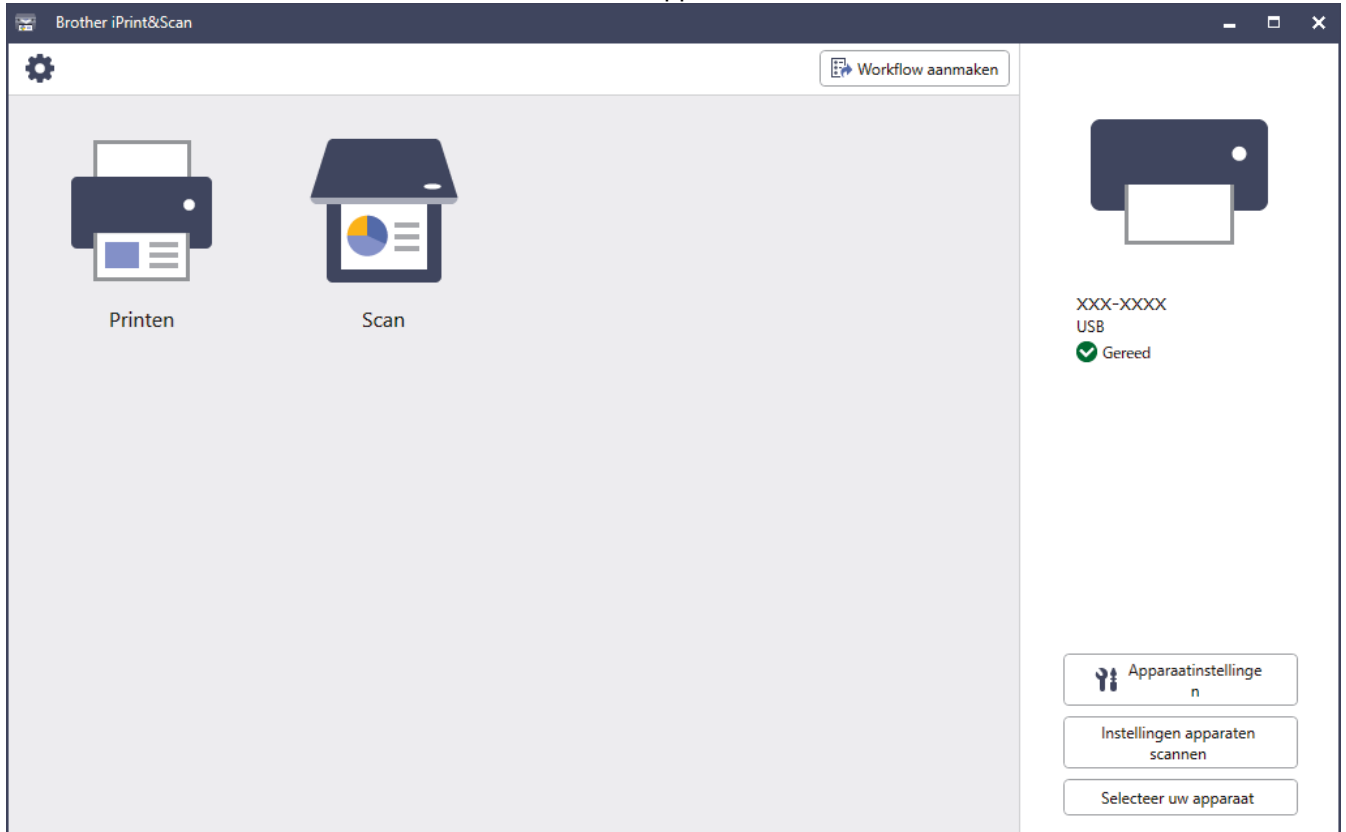 Brother iPrint&Scan
Workflow aanmaken
Printen
Scan
XXX-XXXX
USB
Gereed
Apparaatinstellinge
n
Instellingen apparaten
scannen
Selecteer uw apparaat